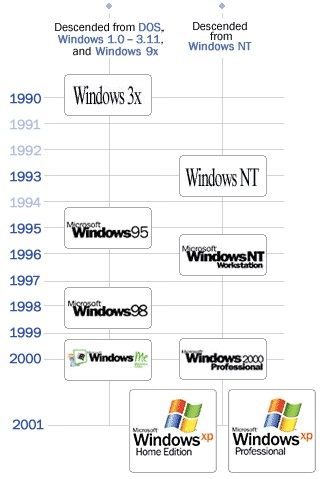 Descended from DOS,
Windows 1.0 – 3.11,
and Windows 9x
Descended
from
Windows NT
1990
Windows 3x
1991
1992
1993
Windows NT
1994
1995
Microsoft
Windows95
1996
Microsoft
WindowsNT
Workstation
1997
1998
Microsoft
Windows98
1999
2000
Microsoft
Windows Me
Microsoft
Windows2000
Professional
2001
Microsoft
Windows xp
Home Edition
Microsoft
Windows xp
Professional